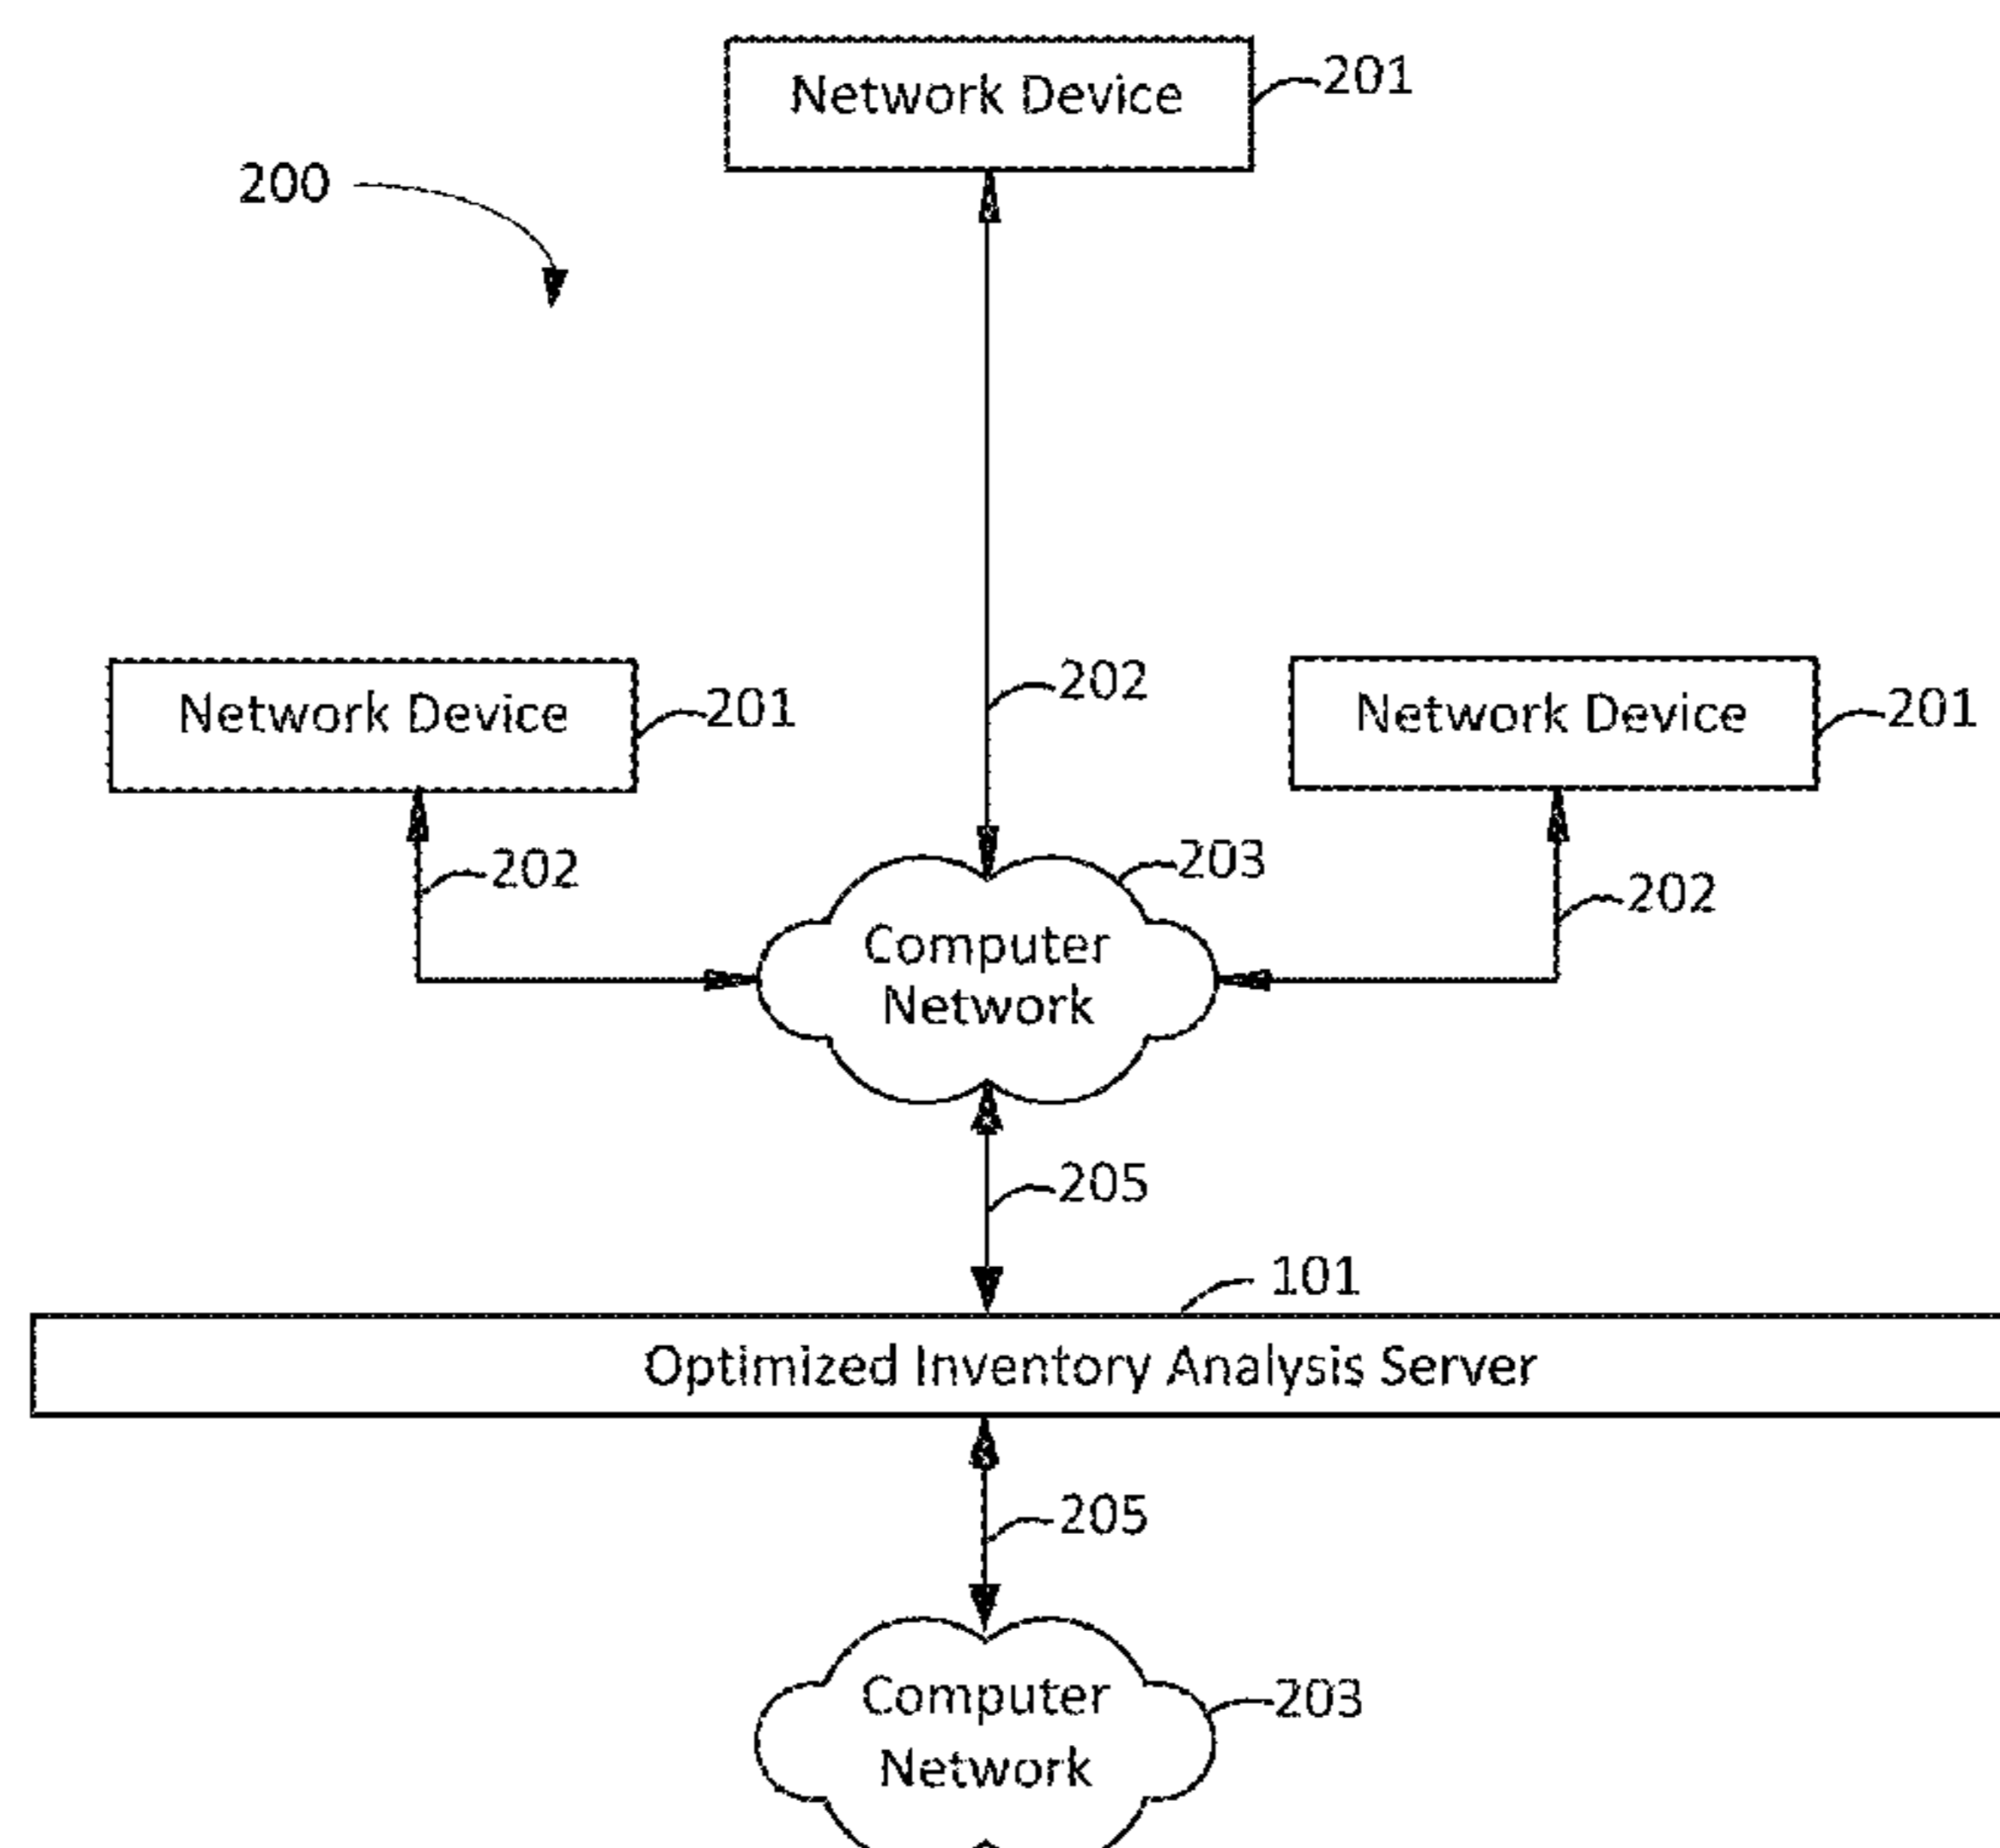 Network Device
201
200
202
Network Device
201
Network Device
201
202
203
202
Computer
Network
205
101
Optimized Inventory Analysis Server
205
Computer
Network
203